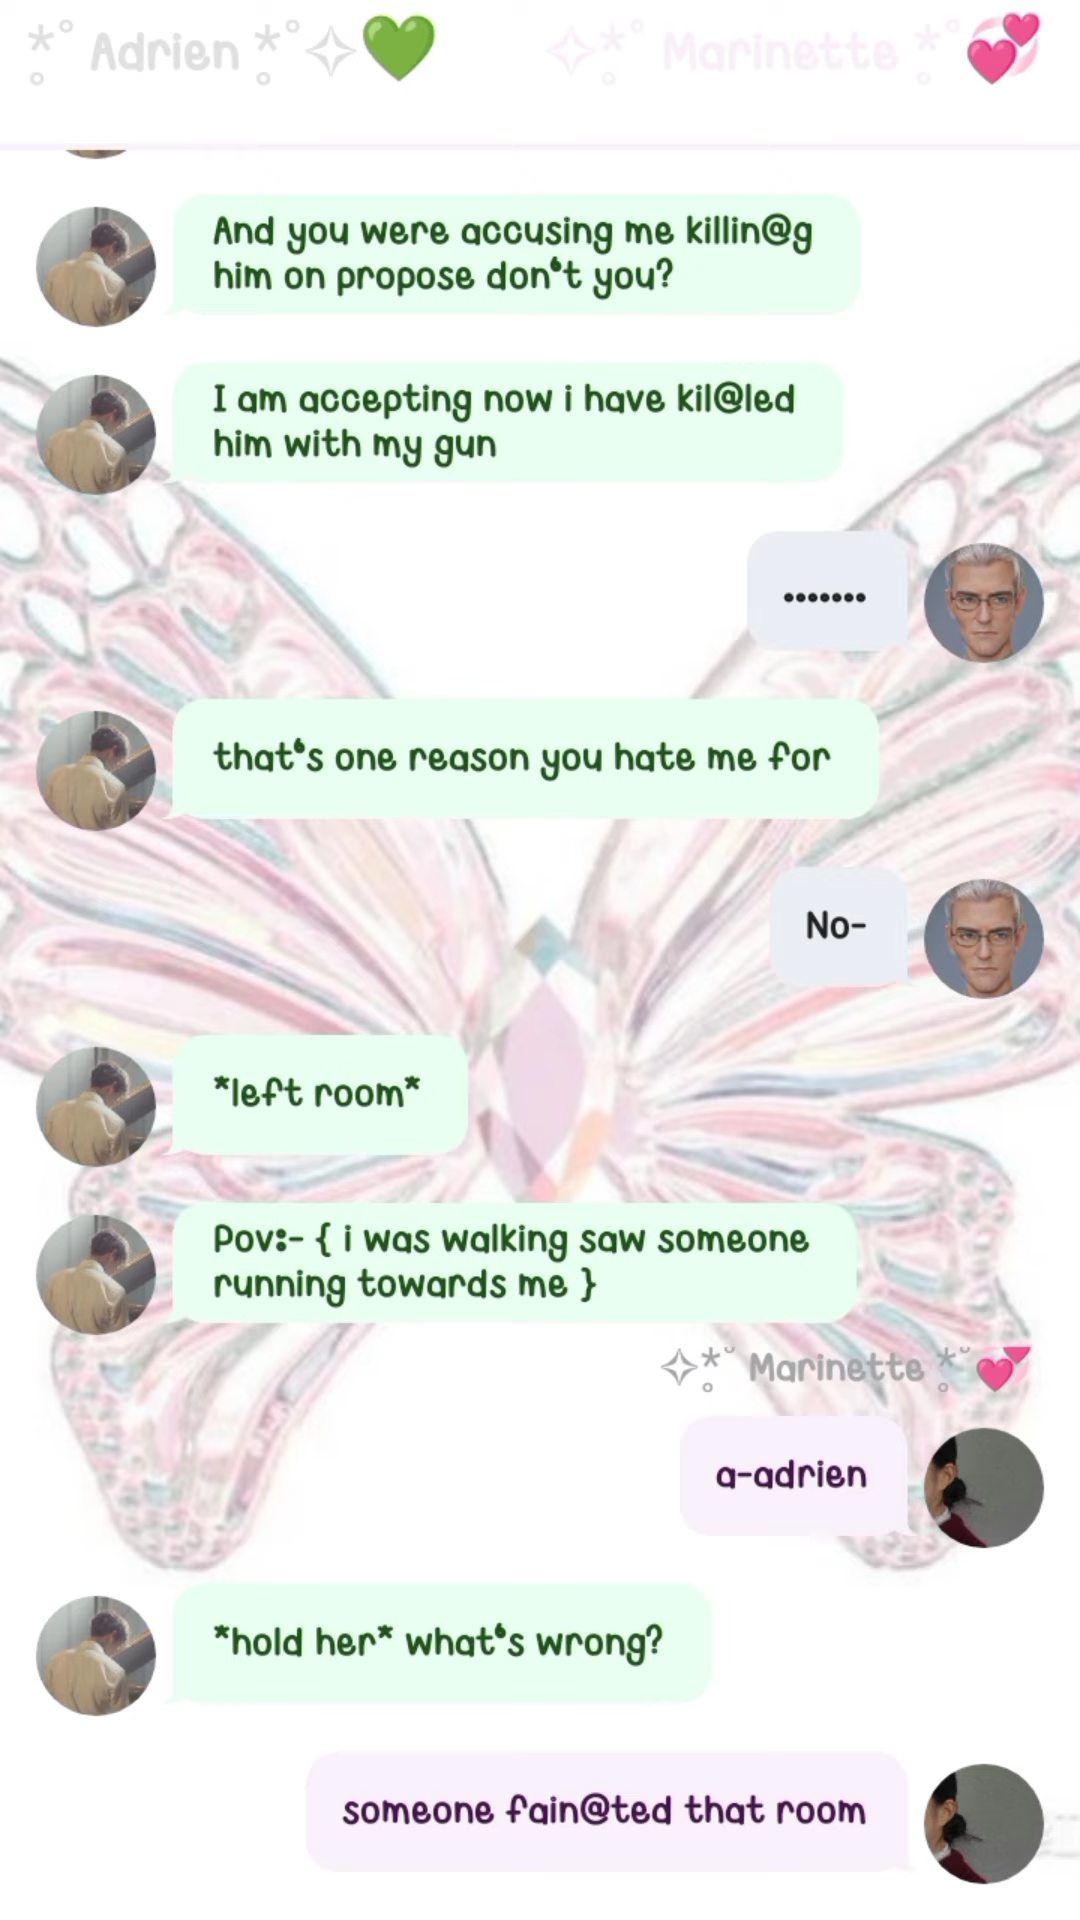 *° Adrien *°✧💚 ✧*° Marinette *°💞
And you were accusing me killin@g
him on propose don't you?
I am accepting now i have kil@led
him with my gun
.......
that's one reason you hate me for
No-
*left room*
Pov:- { i was walking saw someone
running towards me }
✧*˘ Marinette *˘💞
a-adrien
*hold her* what's wrong?
someone fain@ted that room